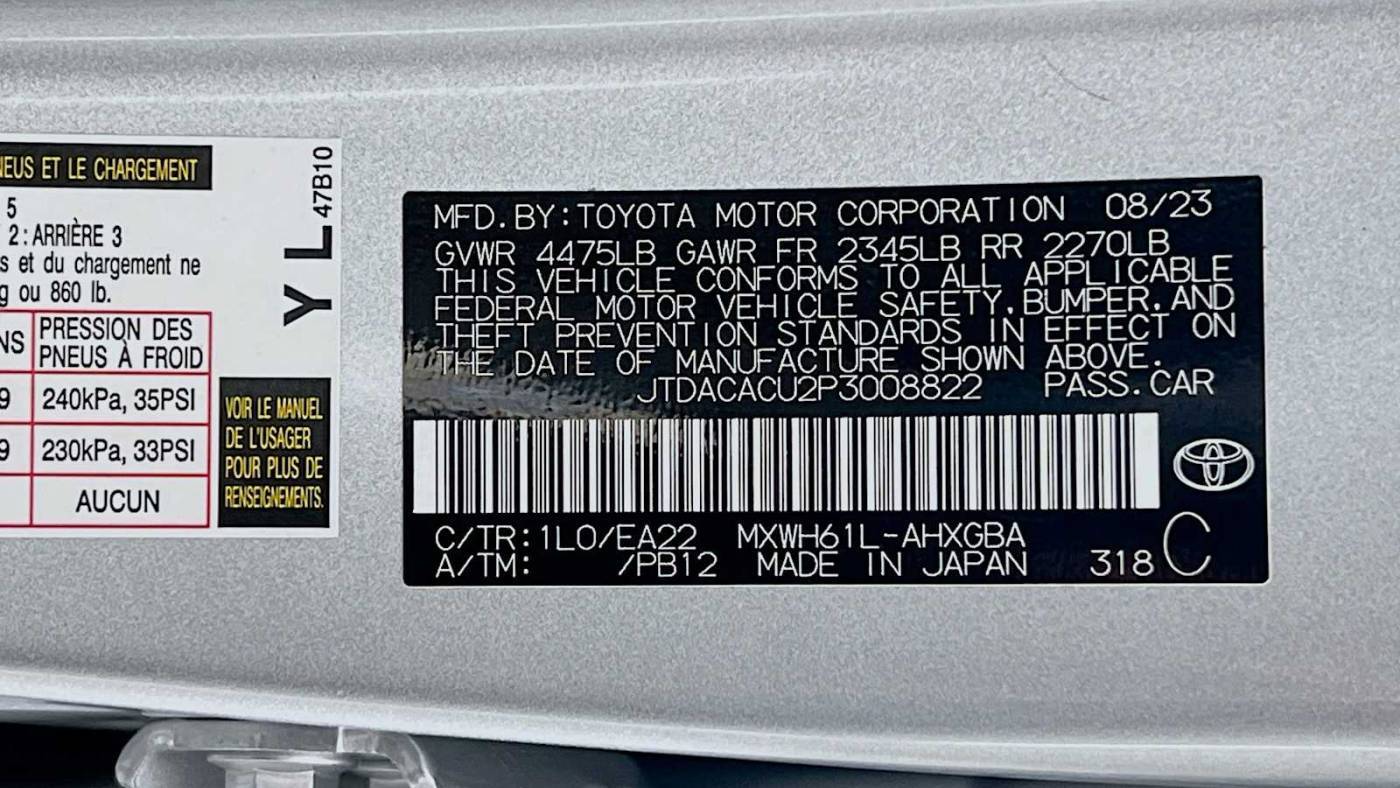 NEUS ET LE CHARGEMENT
5
2: ARRIÈRE 3
s et du chargement ne
g ou 860 lb.
NS PRESSION DES
PNEUS À FROID
9 240kPa, 35PSI
9 230kPa, 33PSI
AUCUN
YL 47B10
VOIR LE MANUEL
DE L'USAGER
POUR PLUS DE
RENSEIGNEMENTS.
MFD. BY: TOYOTA MOTOR CORPORATION 08/23
GVWR 4475LB GAWR FR 2345LB RR 2270LB
THIS VEHICLE CONFORMS TO ALL APPLICABLE
FEDERAL MOTOR VEHICLE SAFETY, BUMPER, AND
THEFT PREVENTION STANDARDS IN EFFECT ON
THE DATE OF MANUFACTURE SHOWN ABOVE.
JTDACACU2P3008822 PASS. CAR
C/TR: 1L0/EA22 MXWH61L-AHXGBA
A/TM: /PB12 MADE IN JAPAN 318 C